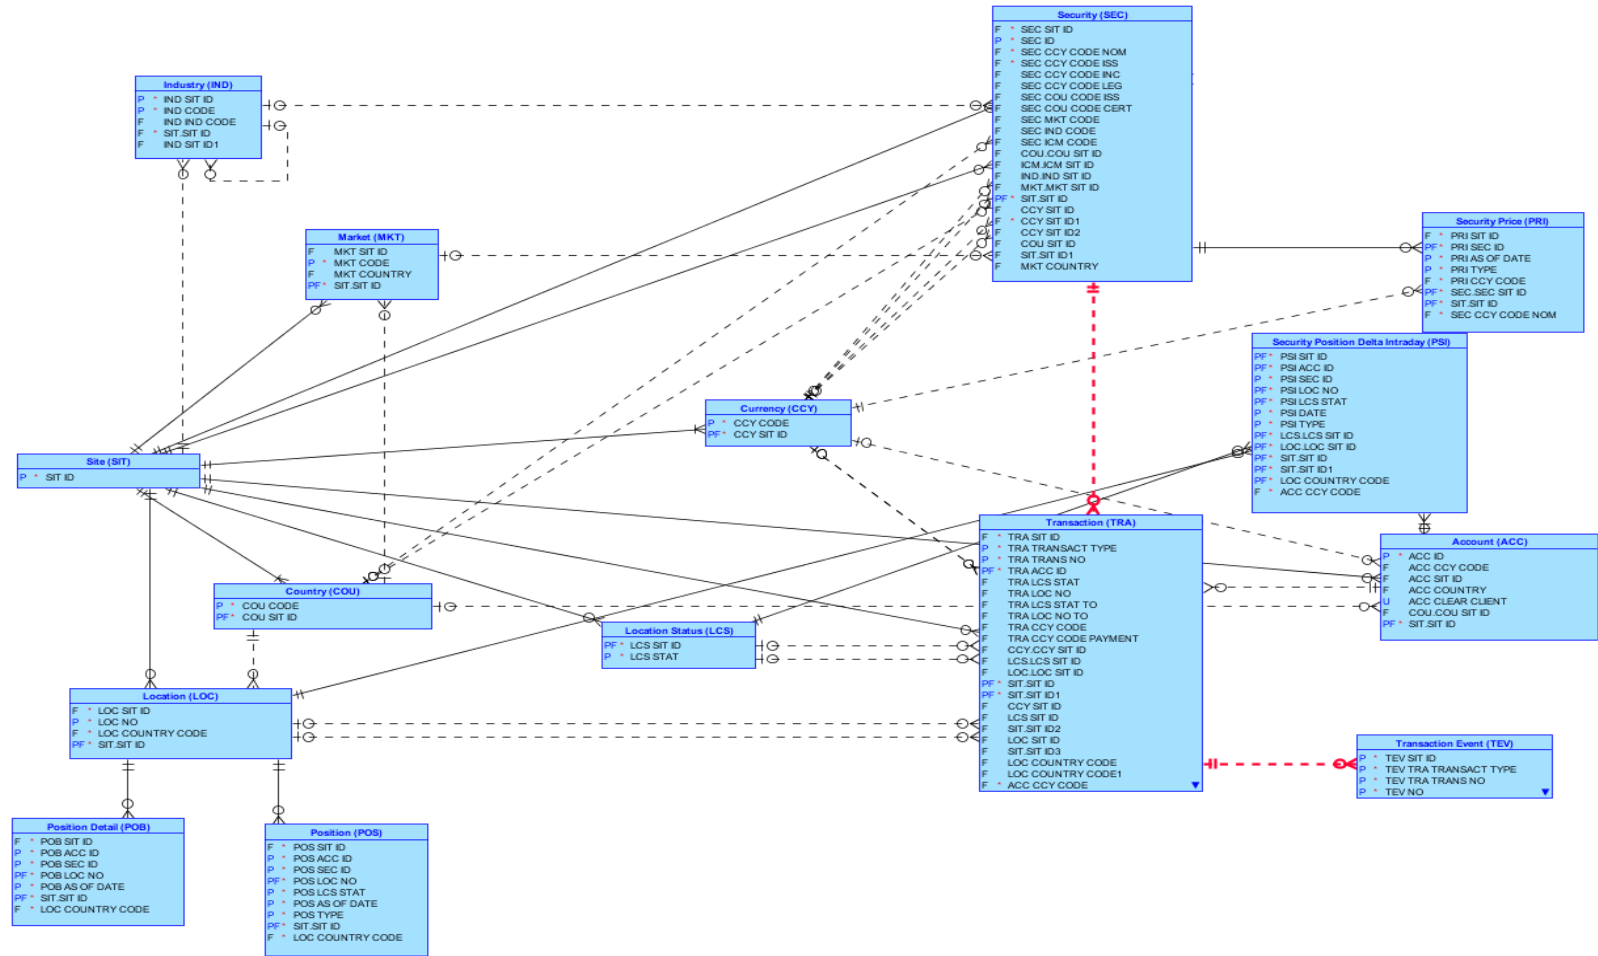 Security (SEC)
F * SEC SIT ID
P * SEC ID
F * SEC CCY CODE NOM
F * SEC CCY CODE ISS
F SEC CCY CODE INC
F SEC CCY CODE LEG
F SEC COU CODE ISS
F SEC COU CODE CERT
F SEC MKT CODE
F SEC IND CODE
F SEC ICM CODE
F COU.COU SIT ID
F ICM.ICM SIT ID
F IND.IND SIT ID
F MKT.MKT SIT ID
PF * SIT.SIT ID
F CCY SIT ID
F * CCY SIT ID1
F CCY SIT ID2
F COU SIT ID
F SIT.SIT ID1
F MKT COUNTRY
Industry (IND)
P * IND SIT ID
P * IND CODE
F IND IND CODE
F * SIT.SIT ID
F IND SIT ID1
Market (MKT)
F MKT SIT ID
P * MKT CODE
F MKT COUNTRY
PF * SIT.SIT ID
Security Price (PRI)
F * PRI SIT ID
PF * PRI SEC ID
P * PRI AS OF DATE
P * PRI TYPE
F * PRI CCY CODE
PF * SEC.SEC SIT ID
PF * SIT.SIT ID
F * SEC CCY CODE NOM
Security Position Delta Intraday (PSI)
PF * PSI SIT ID
PF * PSI ACC ID
P * PSI SEC ID
PF * PSI LOC NO
PF * PSI LCS STAT
P * PSI DATE
P * PSI TYPE
PF * LCS.LCS SIT ID
PF * LOC.LOC SIT ID
PF * SIT.SIT ID
PF * SIT.SIT ID1
PF * LOC COUNTRY CODE
F * ACC CCY CODE
Currency (CCY)
P * CCY CODE
PF * CCY SIT ID
Site (SIT)
P * SIT ID
Transaction (TRA)
F * TRA SIT ID
P * TRA TRANSACT TYPE
P * TRA TRANS NO
PF * TRA ACC ID
F TRA LCS STAT
F TRA LOC NO
F TRA LCS STAT TO
F TRA LOC NO TO
F TRA CCY CODE
F TRA CCY CODE PAYMENT
F CCY.CCY SIT ID
F LCS.LCS SIT ID
F LOC.LOC SIT ID
PF * SIT.SIT ID
PF * SIT.SIT ID1
F CCY SIT ID
F LCS SIT ID
F SIT.SIT ID2
F LOC SIT ID
F SIT.SIT ID3
F LOC COUNTRY CODE
F LOC COUNTRY CODE1
F * ACC CCY CODE
Account (ACC)
P * ACC ID
F ACC CCY CODE
F * ACC SIT ID
F ACC COUNTRY
U ACC CLEAR CLIENT
F COU.COU SIT ID
PF * SIT.SIT ID
Country (COU)
P * COU CODE
PF * COU SIT ID
Location Status (LCS)
PF * LCS SIT ID
P * LCS STAT
Location (LOC)
F * LOC SIT ID
P * LOC NO
F * LOC COUNTRY CODE
PF * SIT.SIT ID
Transaction Event (TEV)
P * TEV SIT ID
P * TEV TRA TRANSACT TYPE
P * TEV TRA TRANS NO
P * TEV NO
Position Detail (POB)
F * POB SIT ID
P * POB ACC ID
P * POB SEC ID
PF * POB LOC NO
P * POB AS OF DATE
PF * SIT.SIT ID
F * LOC COUNTRY CODE
Position (POS)
F * POS SIT ID
P * POS ACC ID
P * POS SEC ID
PF * POS LOC NO
P * POS LCS STAT
P * POS AS OF DATE
P * POS TYPE
PF * SIT.SIT ID
F * LOC COUNTRY CODE